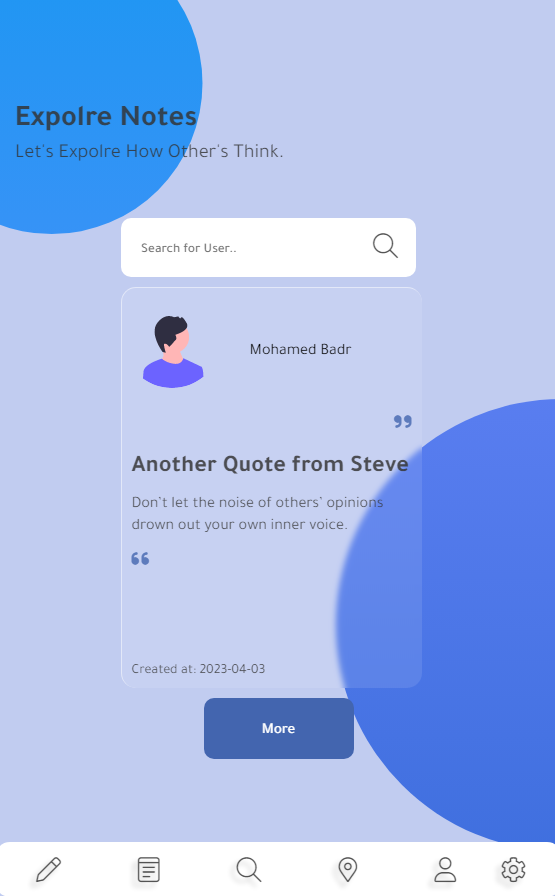 Expolre Notes
Let's Expolre How Other's Think.
Search for User..
Mohamed Badr
❞
Another Quote from Steve
Don't let the noise of others' opinions
drown out your own inner voice.
❝
Created at: 2023-04-03
More